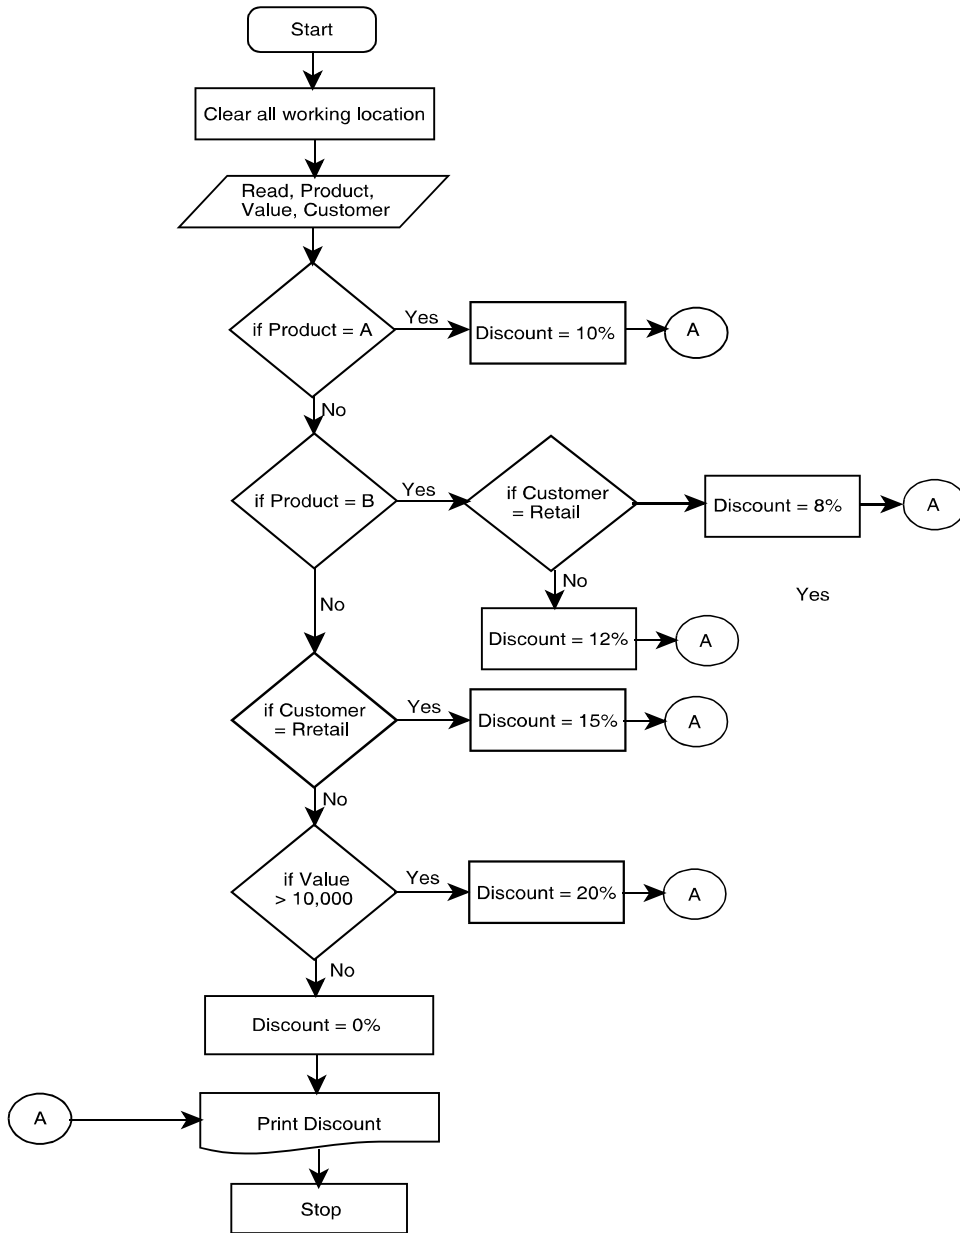 Start
Clear all working location
Read, Product,
Value, Customer
if Product = A
Yes
Discount = 10%
A
No
if Product = B
Yes
if Customer
= Retail
Discount = 8%
A
No
Yes
No
Discount = 12%
A
if Customer
= Rretail
Yes
Discount = 15%
A
No
if Value
> 10,000
Yes
Discount = 20%
A
No
Discount = 0%
A
Print Discount
Stop